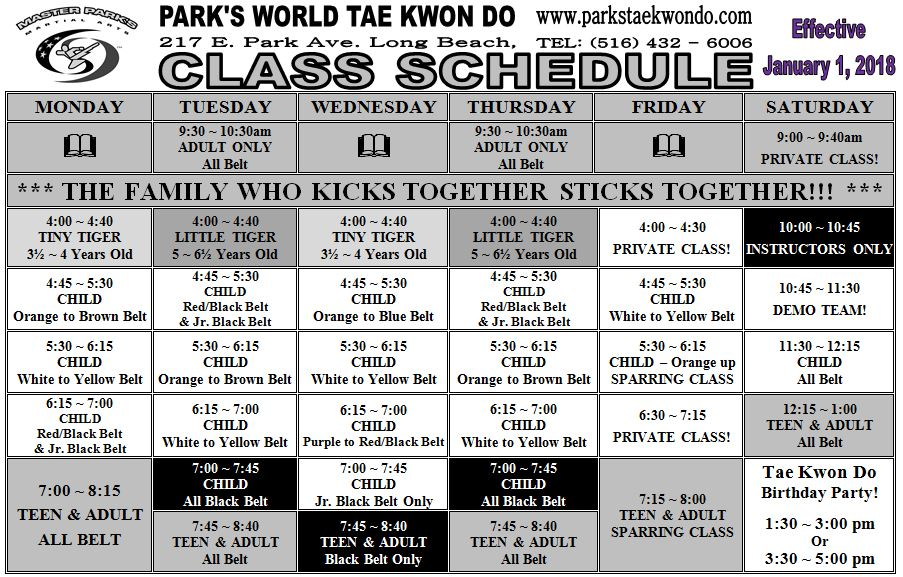 MASTER PARK'S
MARTIAL ARTS
PARK'S WORLD TAE KWON DO www.parkstaekwondo.com
217 E. Park Ave. Long Beach, TEL: (516) 432 – 6006
CLASS SCHEDULE
Effective
January 1, 2018
MONDAY TUESDAY WEDNESDAY THURSDAY FRIDAY SATURDAY
9:30 ~ 10:30am
ADULT ONLY
All Belt
9:30 ~ 10:30am
ADULT ONLY
All Belt
9:00 ~ 9:40am
PRIVATE CLASS!
*** THE FAMILY WHO KICKS TOGETHER STICKS TOGETHER!!! ***
4:00 ~ 4:40
TINY TIGER
3½ ~ 4 Years Old
4:00 ~ 4:40
LITTLE TIGER
5 ~ 6½ Years Old
4:00 ~ 4:40
TINY TIGER
3½ ~ 4 Years Old
4:00 ~ 4:40
LITTLE TIGER
5 ~ 6½ Years Old
4:00 ~ 4:30
PRIVATE CLASS!
10:00 ~ 10:45
INSTRUCTORS ONLY
4:45 ~ 5:30
CHILD
Orange to Brown Belt
4:45 ~ 5:30
CHILD
Red/Black Belt
& Jr. Black Belt
4:45 ~ 5:30
CHILD
Orange to Blue Belt
4:45 ~ 5:30
CHILD
Red/Black Belt
& Jr. Black Belt
4:45 ~ 5:30
CHILD
White to Yellow Belt
10:45 ~ 11:30
DEMO TEAM!
5:30 ~ 6:15
CHILD
White to Yellow Belt
5:30 ~ 6:15
CHILD
Orange to Brown Belt
5:30 ~ 6:15
CHILD
White to Yellow Belt
5:30 ~ 6:15
CHILD
Orange to Brown Belt
5:30 ~ 6:15
CHILD – Orange up
SPARRING CLASS
11:30 ~ 12:15
CHILD
All Belt
6:15 ~ 7:00
CHILD
Red/Black Belt
& Jr. Black Belt
6:15 ~ 7:00
CHILD
White to Yellow Belt
6:15 ~ 7:00
CHILD
Purple to Red/Black Belt
6:15 ~ 7:00
CHILD
White to Yellow Belt
6:30 ~ 7:15
PRIVATE CLASS!
12:15 ~ 1:00
TEEN & ADULT
All Belt
7:00 ~ 8:15
TEEN & ADULT
ALL BELT
7:00 ~ 7:45
CHILD
All Black Belt
7:00 ~ 7:45
CHILD
Jr. Black Belt Only
7:00 ~ 7:45
CHILD
All Black Belt
7:15 ~ 8:00
TEEN & ADULT
SPARRING CLASS
Tae Kwon Do
Birthday Party!
1:30 ~ 3:00 pm
Or
3:30 ~ 5:00 pm
7:45 ~ 8:40
TEEN & ADULT
All Belt
7:45 ~ 8:40
TEEN & ADULT
Black Belt Only
7:45 ~ 8:40
TEEN & ADULT
All Belt